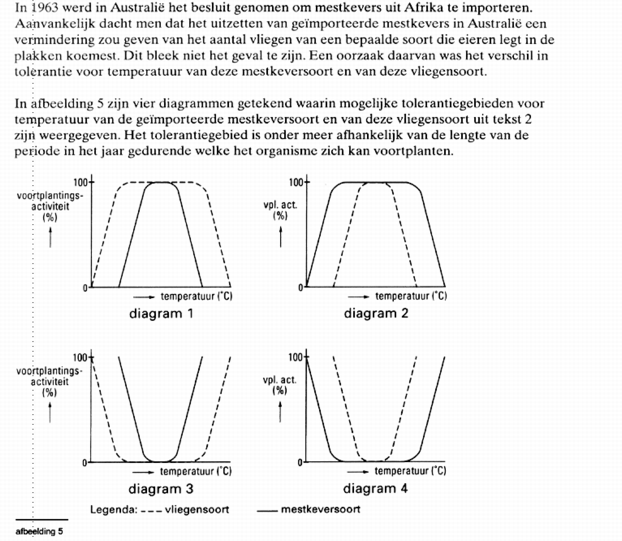 In 1963 werd in Australië het besluit genomen om mestkevers uit Afrika te importeren.
Aanvankelijk dacht men dat het uitzetten van geïmporteerde mestkevers in Australië een
vermindering zou geven van het aantal vliegen van een bepaalde soort die eieren legt in de
plakken koemest. Dit bleek niet het geval te zijn. Een oorzaak daarvan was het verschil in
tolerantie voor temperatuur van deze mestkeversoort en van deze vliegensoort.
In afbeelding 5 zijn vier diagrammen getekend waarin mogelijke tolerantiegebieden voor
temperatuur van de geïmporteerde mestkeversoort en van deze vliegensoort uit tekst 2
zijn weergegeven. Het tolerantiegebied is onder meer afhankelijk van de lengte van de
periode in het jaar gedurende welke het organisme zich kan voortplanten.
100
voortplantings-
activiteit
(%)
0
temperatuur (°C)
diagram 1
100
vpl. act.
(%)
0
temperatuur (°C)
diagram 2
100
voortplantings-
activiteit
(%)
0
temperatuur (°C)
diagram 3
100
vpl. act.
(%)
0
temperatuur (°C)
diagram 4
Legenda: --- vliegensoort — mestkeversoort
afbeelding 5